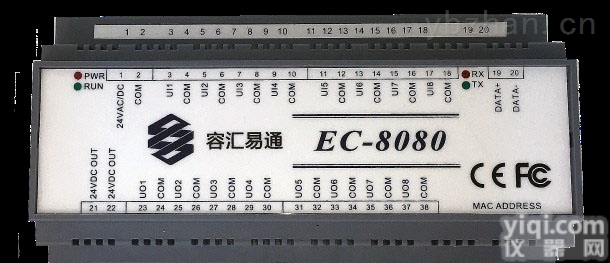 ybzhan.cn
1 2 3 4 5 6 7 8 9 10 11 12 13 14 15 16 17 18 19 20
PWR 1 2 3 4 5 6 7 8 9 10 11 12 13 14 15 16 17 18 RX 19 20
RUN 24VAC/DC COM UI1 COM UI2 COM UI3 COM UI4 COM UI5 COM UI6 COM UI7 COM UI8 COM TX DATA+ DATA-
容汇易通 EC-8080
CE FC
24VDC OUT 24VDC OUT UO1 COM UO2 COM UO3 COM UO4 COM UO5 COM UO6 COM UO7 COM UO8 COM
21 22 23 24 25 26 27 28 29 30 31 32 33 34 35 36 37 38 MAC ADDRESS
yiqi.com
仪器网